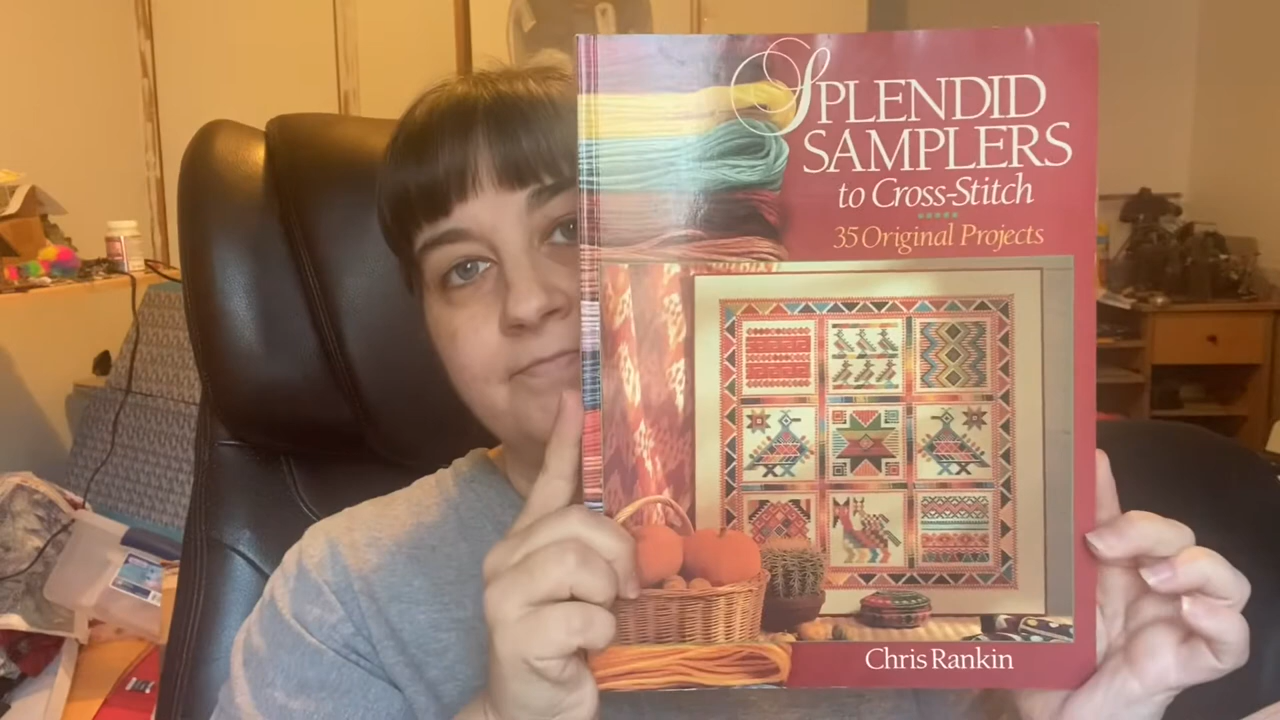 SPLENDID
SAMPLERS
to Cross-Stitch
35 Original Projects
Chris Rankin